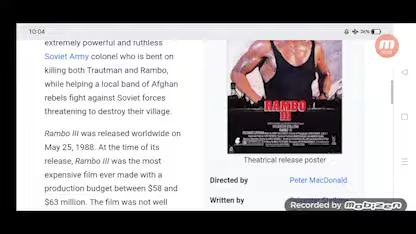 10:04
26%
extremely powerful and ruthless
Soviet Army colonel who is bent on
killing both Trautman and Rambo,
while helping a local band of Afghan
rebels fight against Soviet forces
threatening to destroy their village.
Rambo III was released worldwide on
May 25, 1988. At the time of its
release, Rambo III was the most
expensive film ever made with a
production budget between $58 and
$63 million. The film was not well
RAMBO
III
Theatrical release poster
Directed by Peter MacDonald
Written by
Recorded by mobizen